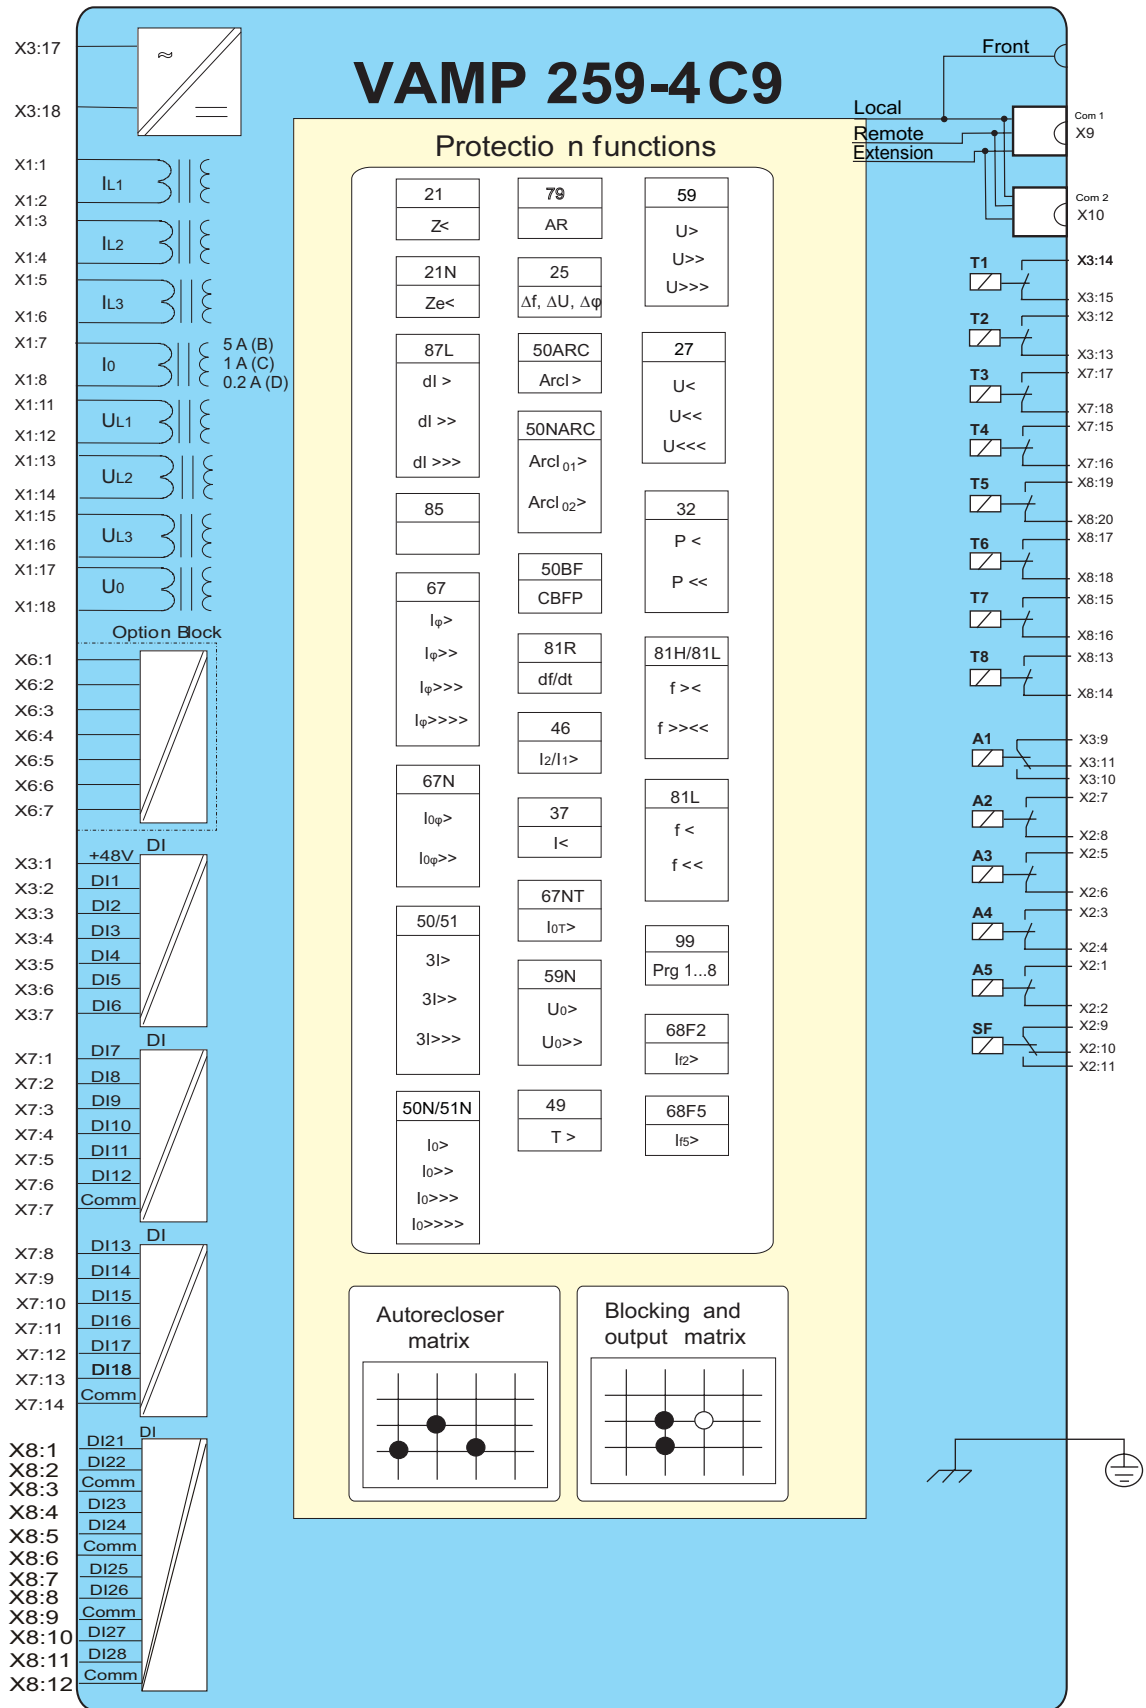 VAMP 259-4C9
X3:17
≂
X3:18
X1:1
IL1
X1:2
X1:3
IL2
X1:4
X1:5
IL3
X1:6
X1:7
I0
5 A (B)
1 A (C)
0.2 A (D)
X1:8
X1:11
UL1
X1:12
X1:13
UL2
X1:14
X1:15
UL3
X1:16
X1:17
U0
X1:18
Option Block
X6:1
X6:2
X6:3
X6:4
X6:5
X6:6
X6:7
DI
X3:1 +48V
X3:2 DI1
X3:3 DI2
X3:4 DI3
X3:5 DI4
X3:6 DI5
X3:7 DI6
DI
X7:1 DI7
X7:2 DI8
X7:3 DI9
X7:4 DI10
X7:5 DI11
X7:6 DI12
X7:7 Comm
DI
X7:8 DI13
X7:9 DI14
X7:10 DI15
X7:11 DI16
X7:12 DI17
X7:13 DI18
X7:14 Comm
DI
X8:1 DI21
X8:2 DI22
X8:3 Comm
X8:4 DI23
X8:5 DI24
X8:6 Comm
X8:7 DI25
X8:8 DI26
X8:9 Comm
X8:10 DI27
X8:11 DI28
X8:12 Comm
Protectio n functions
21
Z<
21N
Ze<
87L
dI >
dI >>
dI >>>
85
67
Iφ>
Iφ>>
Iφ>>>
Iφ>>>>
67N
I0φ>
I0φ>>
50/51
3I>
3I>>
3I>>>
50N/51N
I0>
I0>>
I0>>>
I0>>>>
79
AR
25
Δf, ΔU, Δφ
50ARC
ArcI >
50NARC
ArcI 01>
ArcI 02>
50BF
CBFP
81R
df/dt
46
I2/I1>
37
I<
67NT
I0T>
59N
U0>
U0>>
49
T >
59
U>
U>>
U>>>
27
U<
U<<
U<<<
32
P <
P <<
81H/81L
f ><
f >><<
81L
f <
f <<
99
Prg 1...8
68F2
If2>
68F5
If5>
Autorecloser
matrix
Blocking and
output matrix
Front
Local
Remote
Extension
Com 1
X9
Com 2
X10
T1
X3:14
X3:15
T2
X3:12
X3:13
T3
X7:17
X7:18
T4
X7:15
X7:16
T5
X8:19
X8:20
T6
X8:17
X8:18
T7
X8:15
X8:16
T8
X8:13
X8:14
A1
X3:9
X3:11
X3:10
A2
X2:7
X2:8
A3
X2:5
X2:6
A4
X2:3
X2:4
A5
X2:1
X2:2
SF
X2:9
X2:10
X2:11